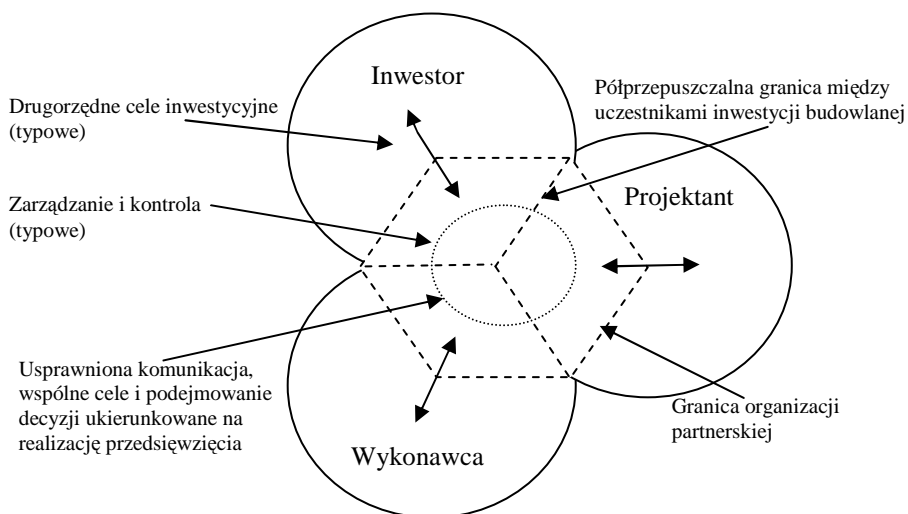 Inwestor
Drugorzędne cele inwestycyjne
(typowe)
Półprzepuszczalna granica między
uczestnikami inwestycji budowlanej
Zarządzanie i kontrola
(typowe)
Projektant
Usprawniona komunikacja,
wspólne cele i podejmowanie
decyzji ukierunkowane na
realizację przedsięwzięcia
Granica organizacji
partnerskiej
Wykonawca